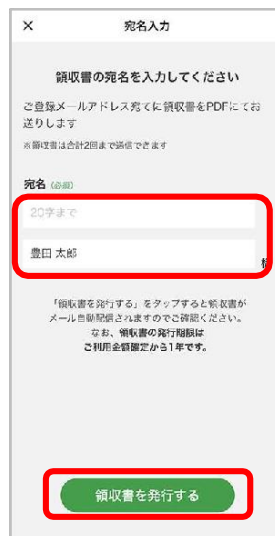 × 宛名入力
領収書の宛名を入力してください
ご登録メールアドレス宛てに領収書をPDFにてお
送りします
※領収書は合計2回まで送信できます
宛名 (必須)
20字まで
豊田 太郎
様
「領収書を発行する」をタップすると領収書が
メール自動配信されますのでご確認ください。
なお、領収書の発行期限は
ご利用金額確定から1年です。
領収書を発行する